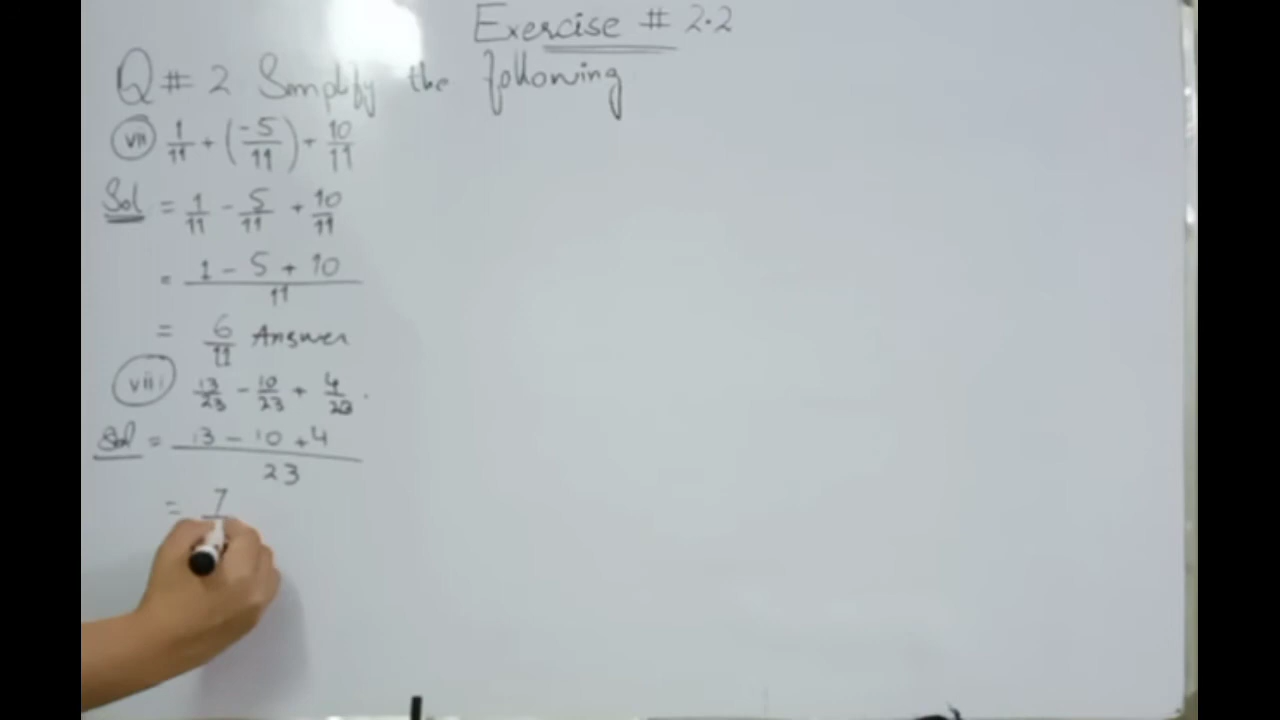 Exercise # 2.2
Q # 2 Simplify the following
(vii) 1/11 + (-5/11) + 10/11
Sol = 1/11 - 5/11 + 10/11
= 1 - 5 + 10 / 11
= 6/11 Answer
(viii) 13/23 - 10/23 + 4/23.
Sol = 13 - 10 + 4 / 23
= 7